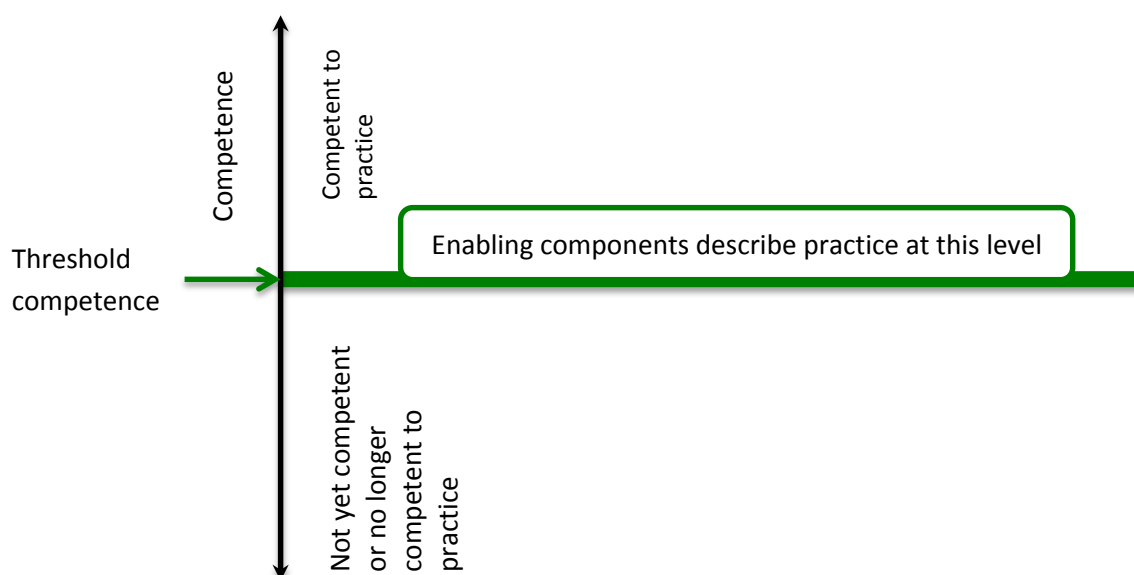 Competence
Competent to
practice
Enabling components describe practice at this level
Threshold
competence
Not yet competent
or no longer
competent to
practice